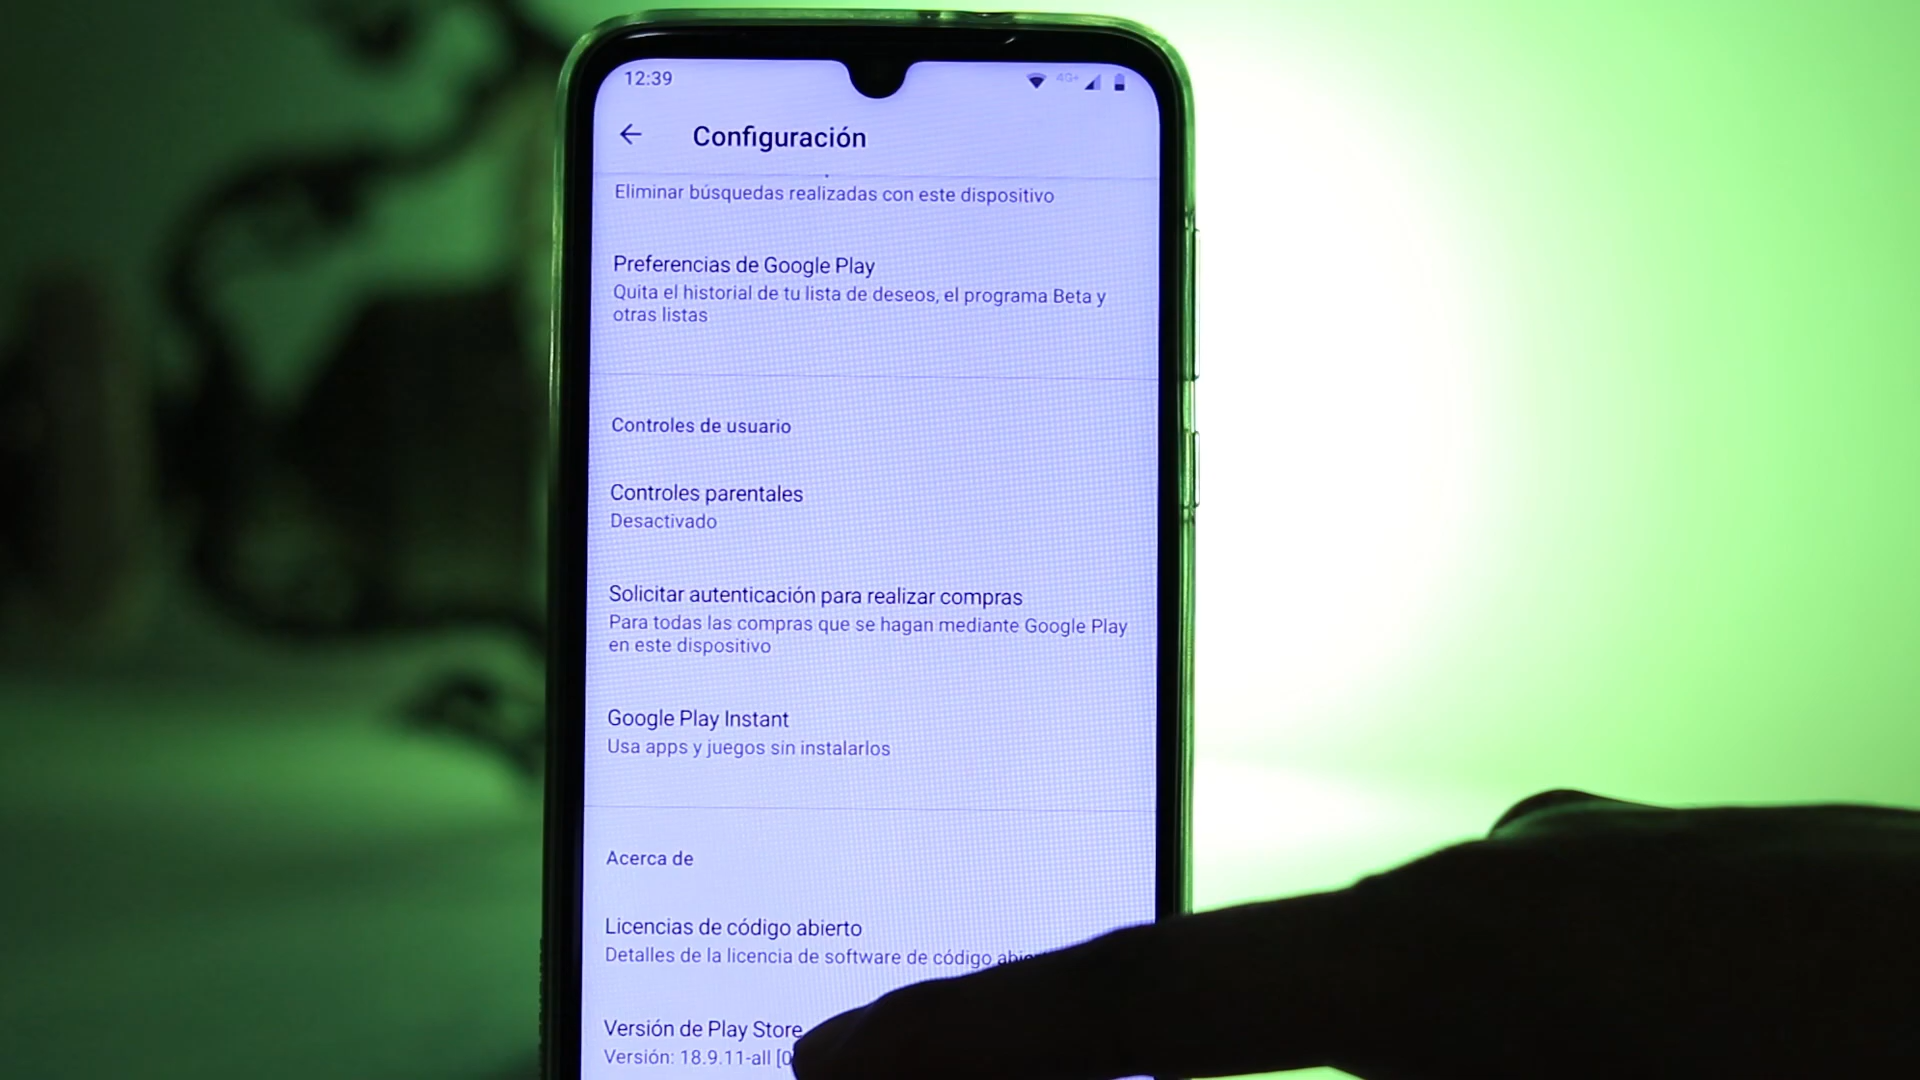 12:39
4G+
Configuración
Eliminar búsquedas realizadas con este dispositivo
Preferencias de Google Play
Quita el historial de tu lista de deseos, el programa Beta y
otras listas
Controles de usuario
Controles parentales
Desactivado
Solicitar autenticación para realizar compras
Para todas las compras que se hagan mediante Google Play
en este dispositivo
Google Play Instant
Usa apps y juegos sin instalarlos
Acerca de
Licencias de código abierto
Detalles de la licencia de software de código
Versión de Play Store
Versión: 18.9.11-all [0